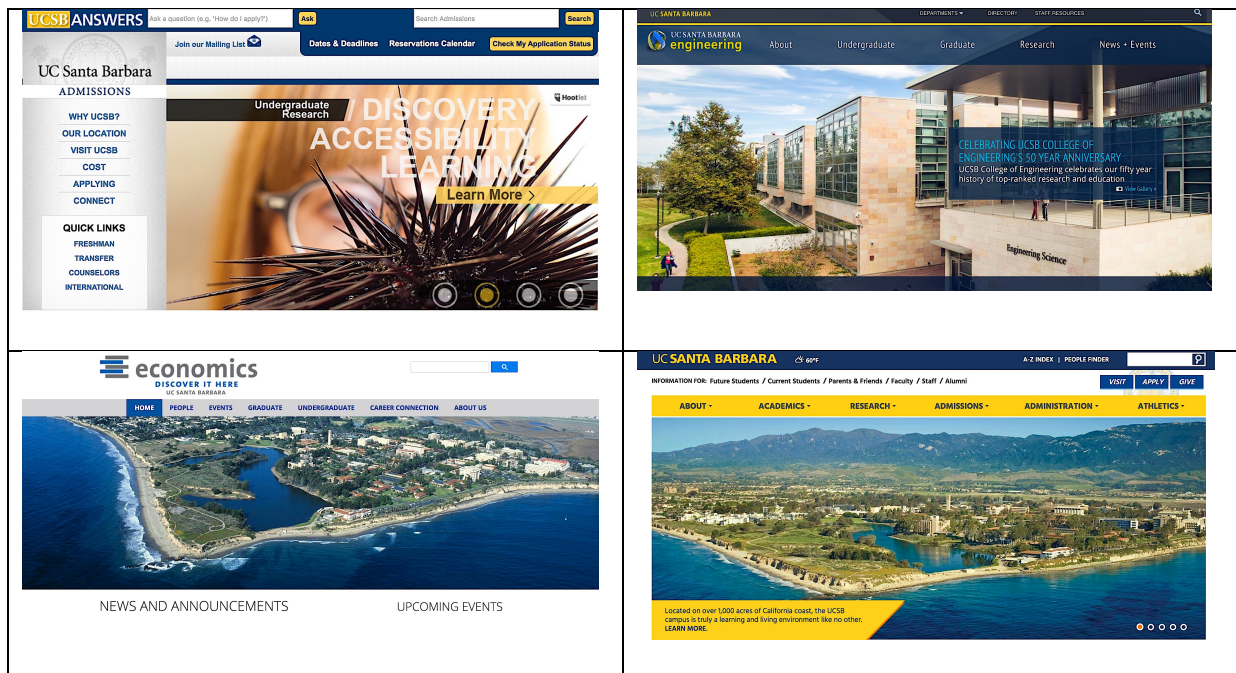 UCSB ANSWERS Ask a question (e.g. 'How do I apply?') Ask Search Admissions Search
Join our Mailing List Dates & Deadlines Reservations Calendar Check My Application Status
UC Santa Barbara
ADMISSIONS
WHY UCSB?
OUR LOCATION
VISIT UCSB
COST
APPLYING
CONNECT
QUICK LINKS
FRESHMAN
TRANSFER
COUNSELORS
INTERNATIONAL
Hootlet
Undergraduate
Research
/ DISCOVERY
ACCESSIBILITY
LEARNING
Learn More >
UC SANTA BARBARA DEPARTMENTS DIRECTORY STAFF RESOURCES
UC SANTA BARBARA
engineering About Undergraduate Graduate Research News + Events
CELEBRATING UCSB COLLEGE OF
ENGINEERING'S 50 YEAR ANNIVERSARY
UCSB College of Engineering celebrates our fifty year
history of top-ranked research and education
View Gallery
Engineering Science
economics
DISCOVER IT HERE
UC SANTA BARBARA
HOME PEOPLE EVENTS GRADUATE UNDERGRADUATE CAREER CONNECTION ABOUT US
NEWS AND ANNOUNCEMENTS UPCOMING EVENTS
UC SANTA BARBARA 60°F A-Z INDEX | PEOPLE FINDER
INFORMATION FOR: Future Students / Current Students / Parents & Friends / Faculty / Staff / Alumni VISIT APPLY GIVE
ABOUT ACADEMICS RESEARCH ADMISSIONS ADMINISTRATION ATHLETICS
Located on over 1,000 acres of California coast, the UCSB
campus is truly a learning and living environment like no other.
LEARN MORE.